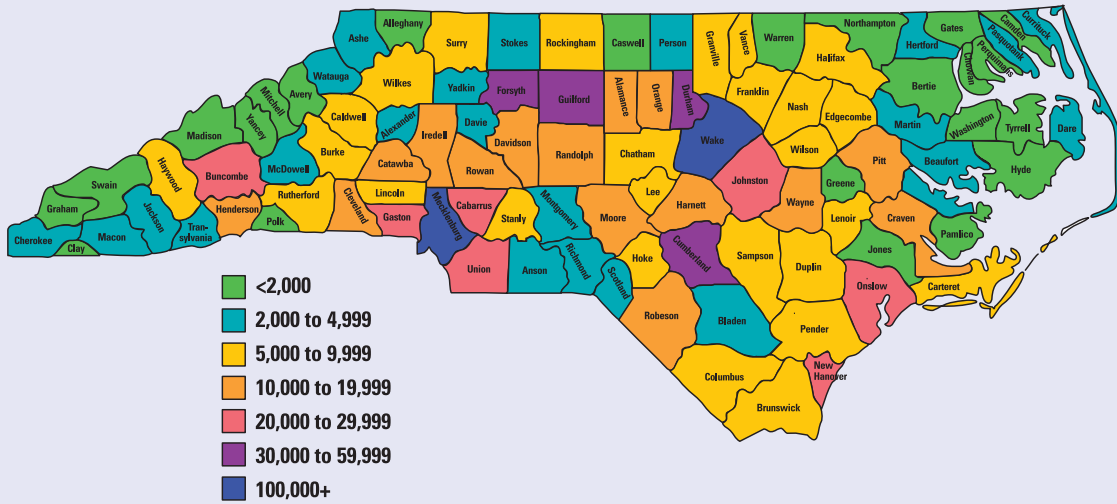 Ashe
Alleghany
Surry
Stokes
Rockingham
Caswell
Person
Granville
Vance
Warren
Northampton
Gates
Camden
Currituck
Pasquotank
Perquimans
Chowan
Hertford
Halifax
Bertie
Watauga
Wilkes
Yadkin
Forsyth
Guilford
Alamance
Orange
Durham
Franklin
Nash
Edgecombe
Martin
Washington
Tyrrell
Dare
Mitchell
Avery
Yancey
Madison
Caldwell
Alexander
Iredell
Davie
Davidson
Randolph
Chatham
Wake
Wilson
Pitt
Beaufort
Hyde
Haywood
Buncombe
McDowell
Burke
Catawba
Rowan
Johnston
Greene
Swain
Graham
Cherokee
Clay
Macon
Jackson
Tran-
sylvania
Henderson
Polk
Rutherford
Cleveland
Lincoln
Gaston
Mecklenburg
Cabarrus
Stanly
Montgomery
Moore
Lee
Harnett
Wayne
Lenoir
Craven
Pamlico
Jones
Union
Anson
Richmond
Scotland
Hoke
Cumberland
Sampson
Duplin
Onslow
Carteret
Robeson
Bladen
Pender
New
Hanover
Columbus
Brunswick
<2,000
2,000 to 4,999
5,000 to 9,999
10,000 to 19,999
20,000 to 29,999
30,000 to 59,999
100,000+